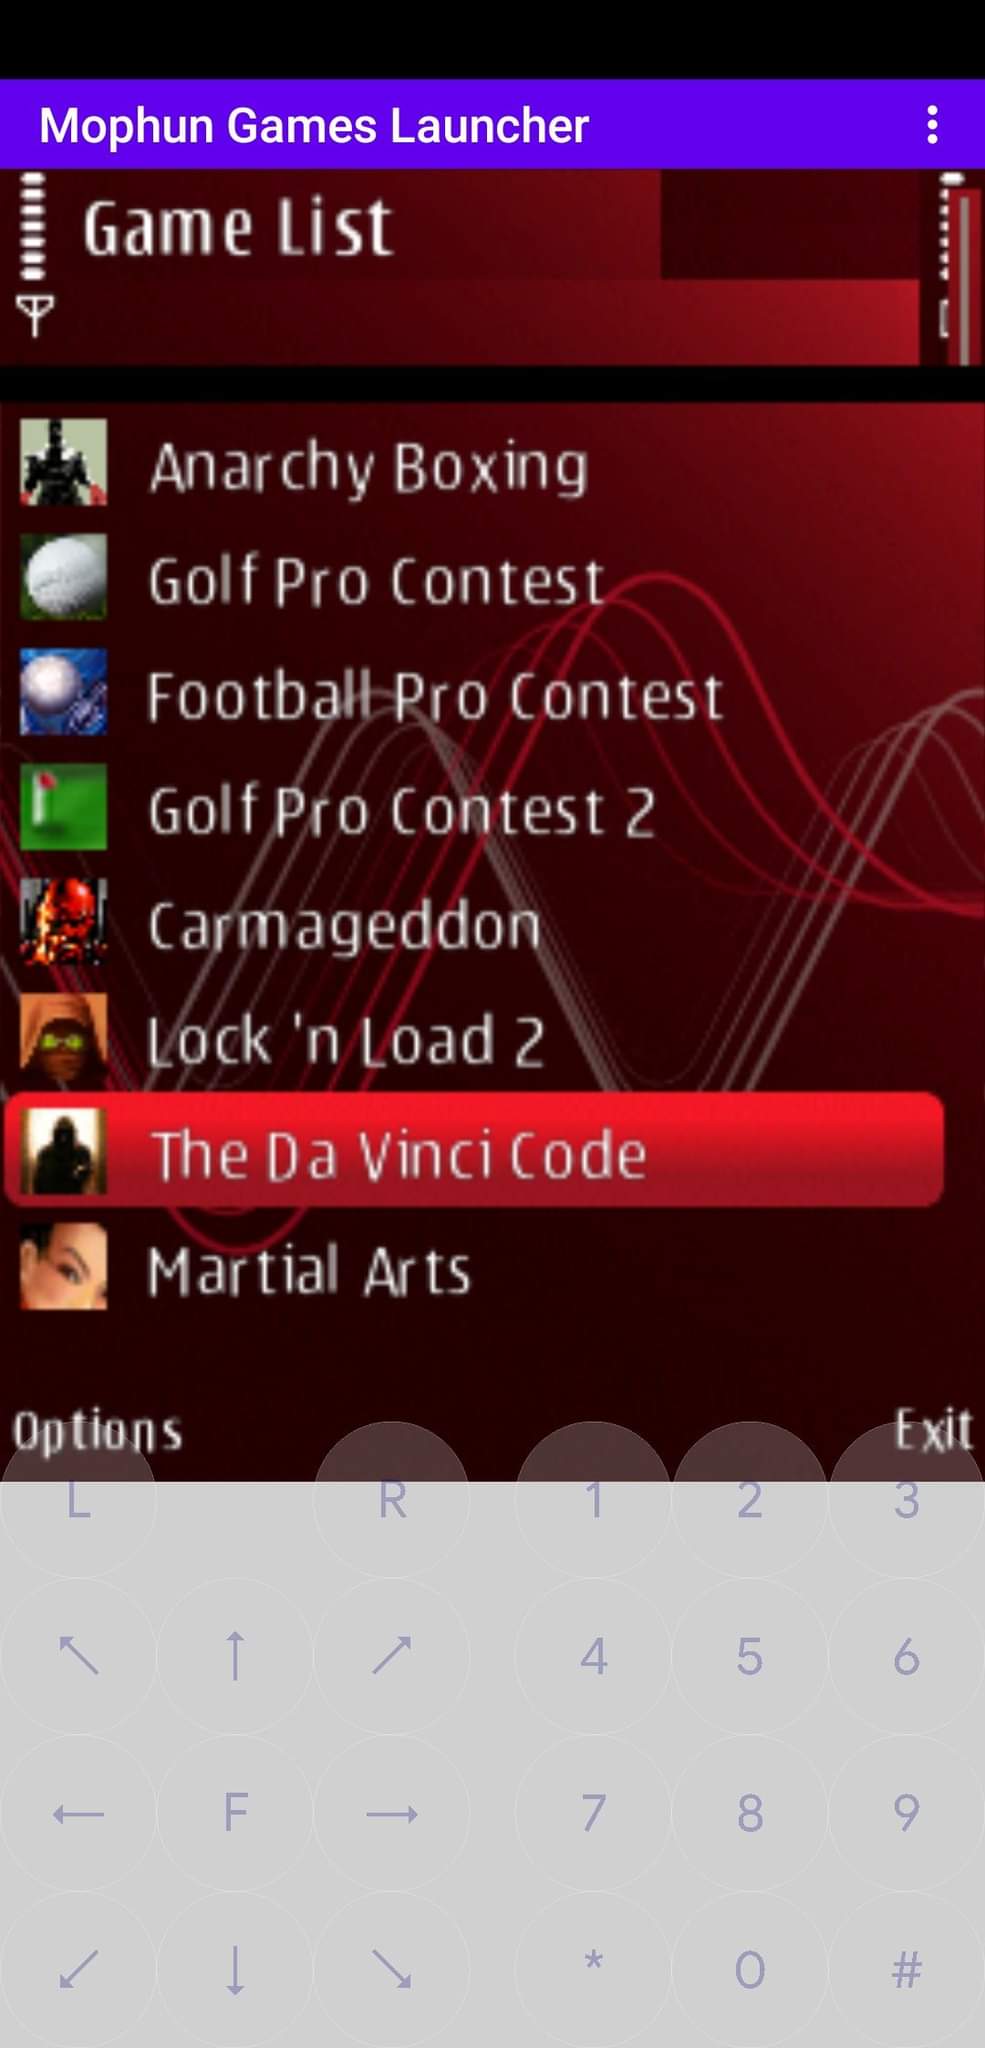 Mophun Games Launcher
Game List
Anarchy Boxing
Golf Pro Contest
Football Pro Contest
Golf Pro Contest 2
Carmageddon
Lock 'n Load 2
The Da Vinci Code
Martial Arts
Options Exit
L R 1 2 3
↖ ↑ ↗ 4 5 6
← F → 7 8 9
↙ ↓ ↘ * 0 #